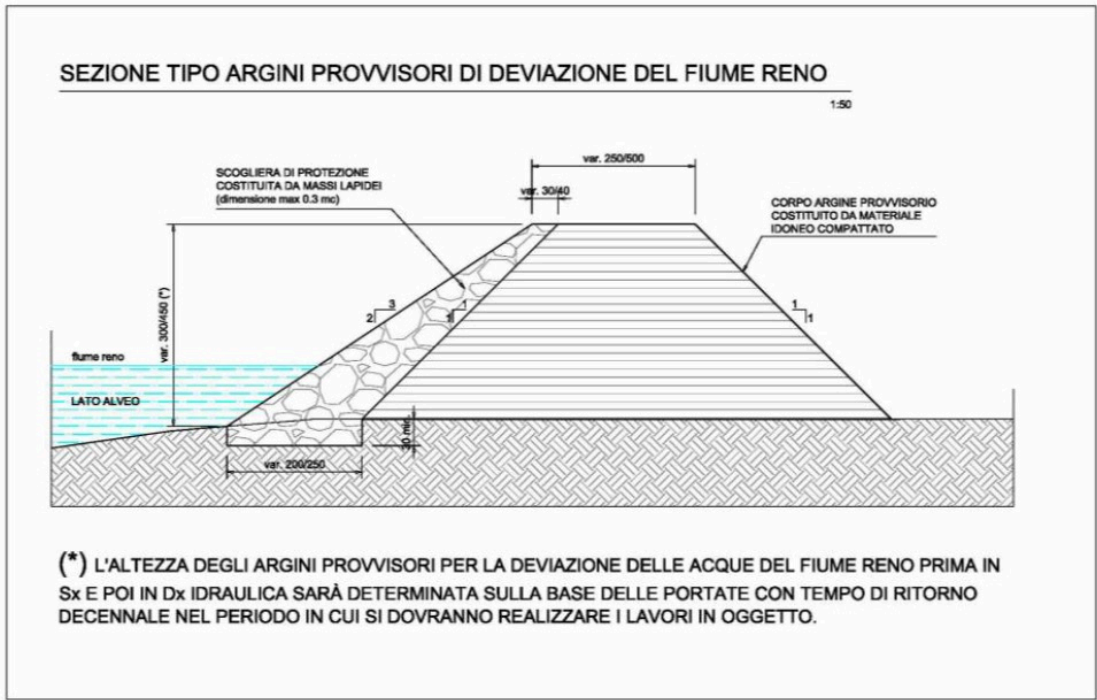 SEZIONE TIPO ARGINI PROVVISORI DI DEVIAZIONE DEL FIUME RENO
1:50
var. 250/500
SCOGLIERA DI PROTEZIONE
COSTITUITA DA MASSI LAPIDEI
(dimensione max 0.3 mc)
var. 30/40
CORPO ARGINE PROVVISORIO
COSTITUITO DA MATERIALE
IDONEO COMPATTATO
var. 300/450 (*)
3
2
1
1
1
1
fiume reno
LATO ALVEO
30 min.
var. 200/250
(*) L'ALTEZZA DEGLI ARGINI PROVVISORI PER LA DEVIAZIONE DELLE ACQUE DEL FIUME RENO PRIMA IN
Sx E POI IN Dx IDRAULICA SARÀ DETERMINATA SULLA BASE DELLE PORTATE CON TEMPO DI RITORNO
DECENNALE NEL PERIODO IN CUI SI DOVRANNO REALIZZARE I LAVORI IN OGGETTO.